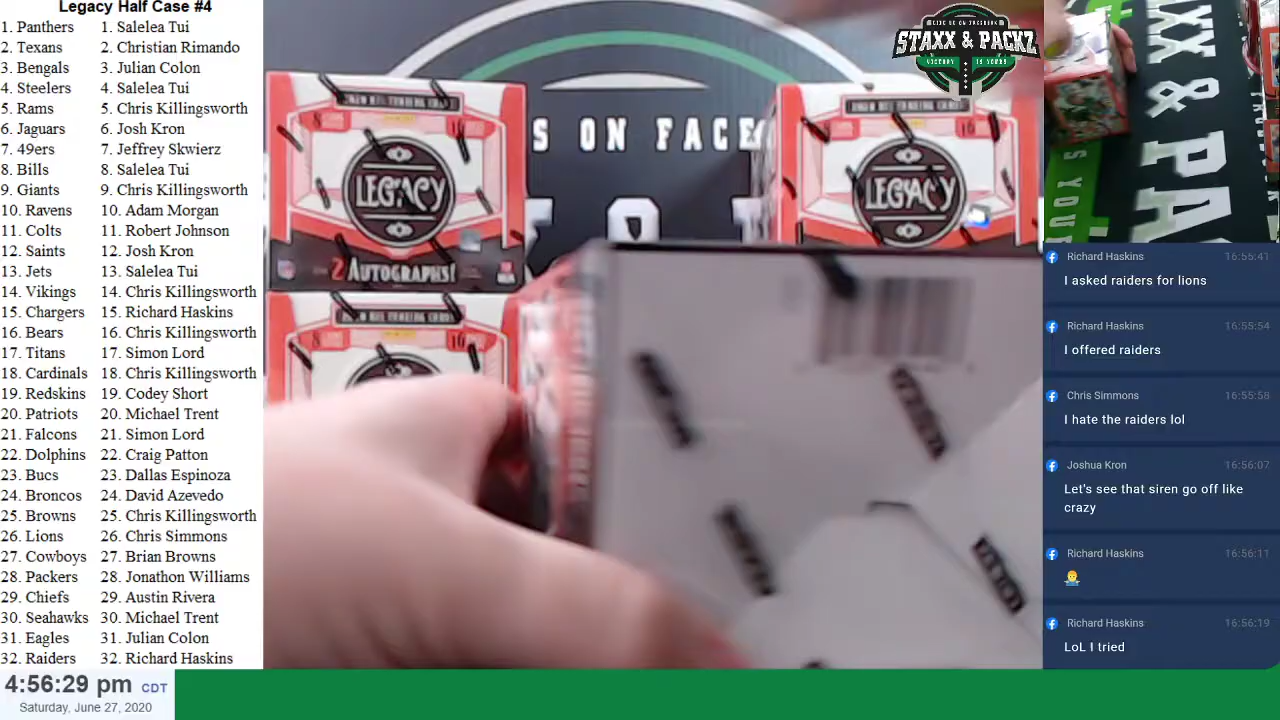 Legacy Half Case #4
1. Panthers 1. Salelea Tui
2. Texans 2. Christian Rimando
3. Bengals 3. Julian Colon
4. Steelers 4. Salelea Tui
5. Rams 5. Chris Killingsworth
6. Jaguars 6. Josh Kron
7. 49ers 7. Jeffrey Skwierz
8. Bills 8. Salelea Tui
9. Giants 9. Chris Killingsworth
10. Ravens 10. Adam Morgan
11. Colts 11. Robert Johnson
12. Saints 12. Josh Kron
13. Jets 13. Salelea Tui
14. Vikings 14. Chris Killingsworth
15. Chargers 15. Richard Haskins
16. Bears 16. Chris Killingsworth
17. Titans 17. Simon Lord
18. Cardinals 18. Chris Killingsworth
19. Redskins 19. Codey Short
20. Patriots 20. Michael Trent
21. Falcons 21. Simon Lord
22. Dolphins 22. Craig Patton
23. Bucs 23. Dallas Espinoza
24. Broncos 24. David Azevedo
25. Browns 25. Chris Killingsworth
26. Lions 26. Chris Simmons
27. Cowboys 27. Brian Browns
28. Packers 28. Jonathon Williams
29. Chiefs 29. Austin Rivera
30. Seahawks 30. Michael Trent
31. Eagles 31. Julian Colon
32. Raiders 32. Richard Haskins
4:56:29 pm CDT
Saturday, June 27, 2020
S ON FACE
LEGACY
2 AUTOGRAPHS!
8
16
LEGACY
16
8
16
STAXX & PACKZ
VICTORY IS YOURS
XX & PA
S YOUR
Richard Haskins 16:55:41
I asked raiders for lions
Richard Haskins 16:55:54
I offered raiders
Chris Simmons 16:55:58
I hate the raiders lol
Joshua Kron 16:56:07
Let's see that siren go off like
crazy
Richard Haskins 16:56:11
Richard Haskins 16:56:19
LoL I tried